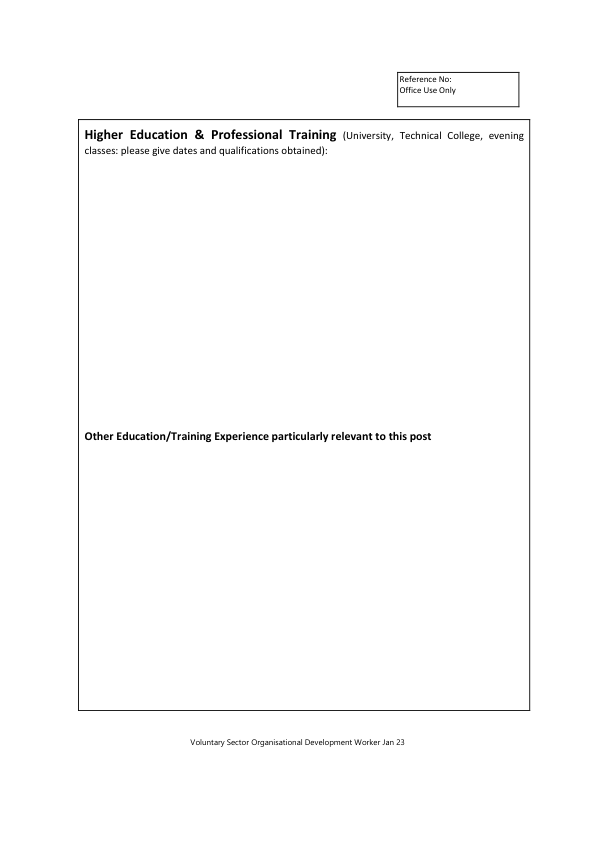 Reference No:
Office Use Only
Higher Education & Professional Training (University, Technical College, evening
classes: please give dates and qualifications obtained):
Other Education/Training Experience particularly relevant to this post
Voluntary Sector Organisational Development Worker Jan 23